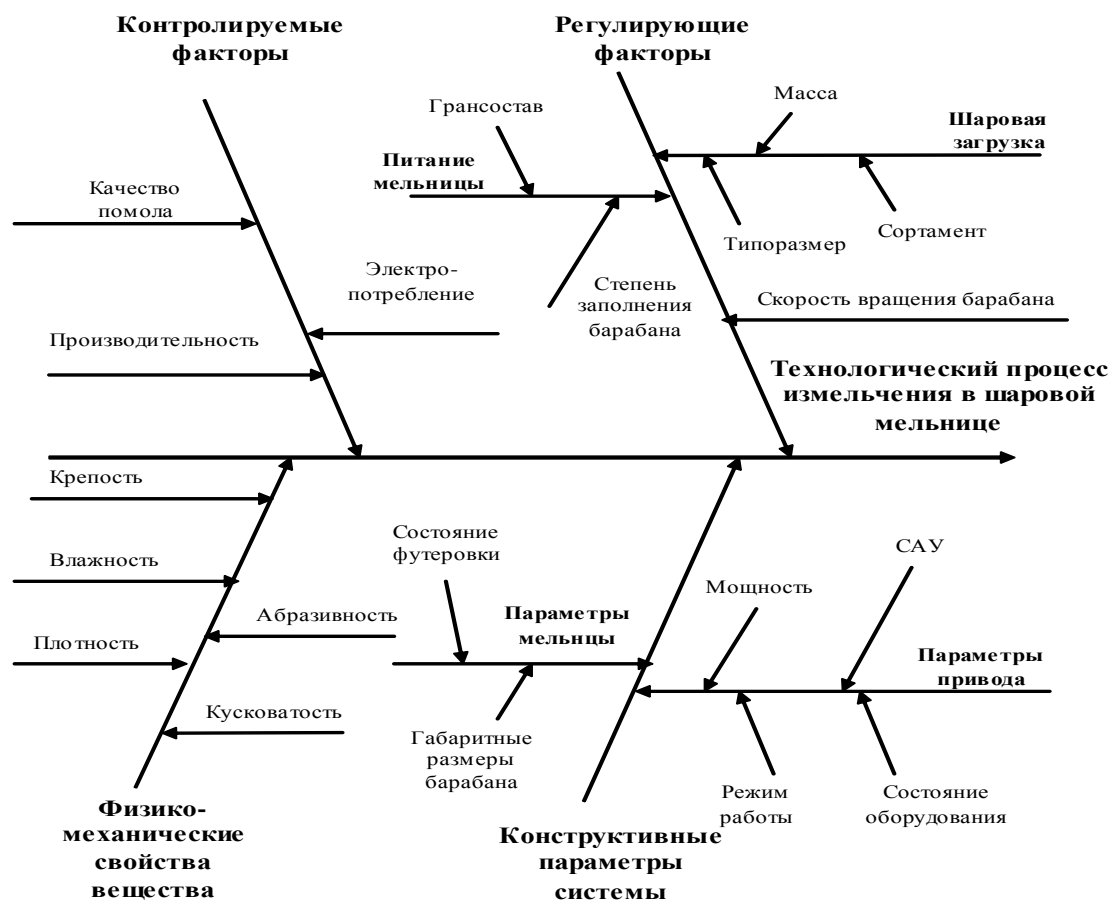 Контролируемые
факторы
Регулирующие
факторы
Грансостав
Масса
Шаровая
загрузка
Питание
мельницы
Качество
помола
Типоразмер
Сортамент
Электро-
потребление
Степень
заполнения
барабана
Скорость вращения барабана
Производительность
Технологический процесс
измельчения в шаровой
мельнице
Крепость
Состояние
футеровки
САУ
Влажность
Мощность
Абразивность
Параметры
мельнцы
Плотность
Параметры
привода
Кусковатость
Габаритные
размеры
барабана
Режим
работы
Состояние
оборудования
Физико-
механические
свойства
вещества
Конструктивные
параметры
системы